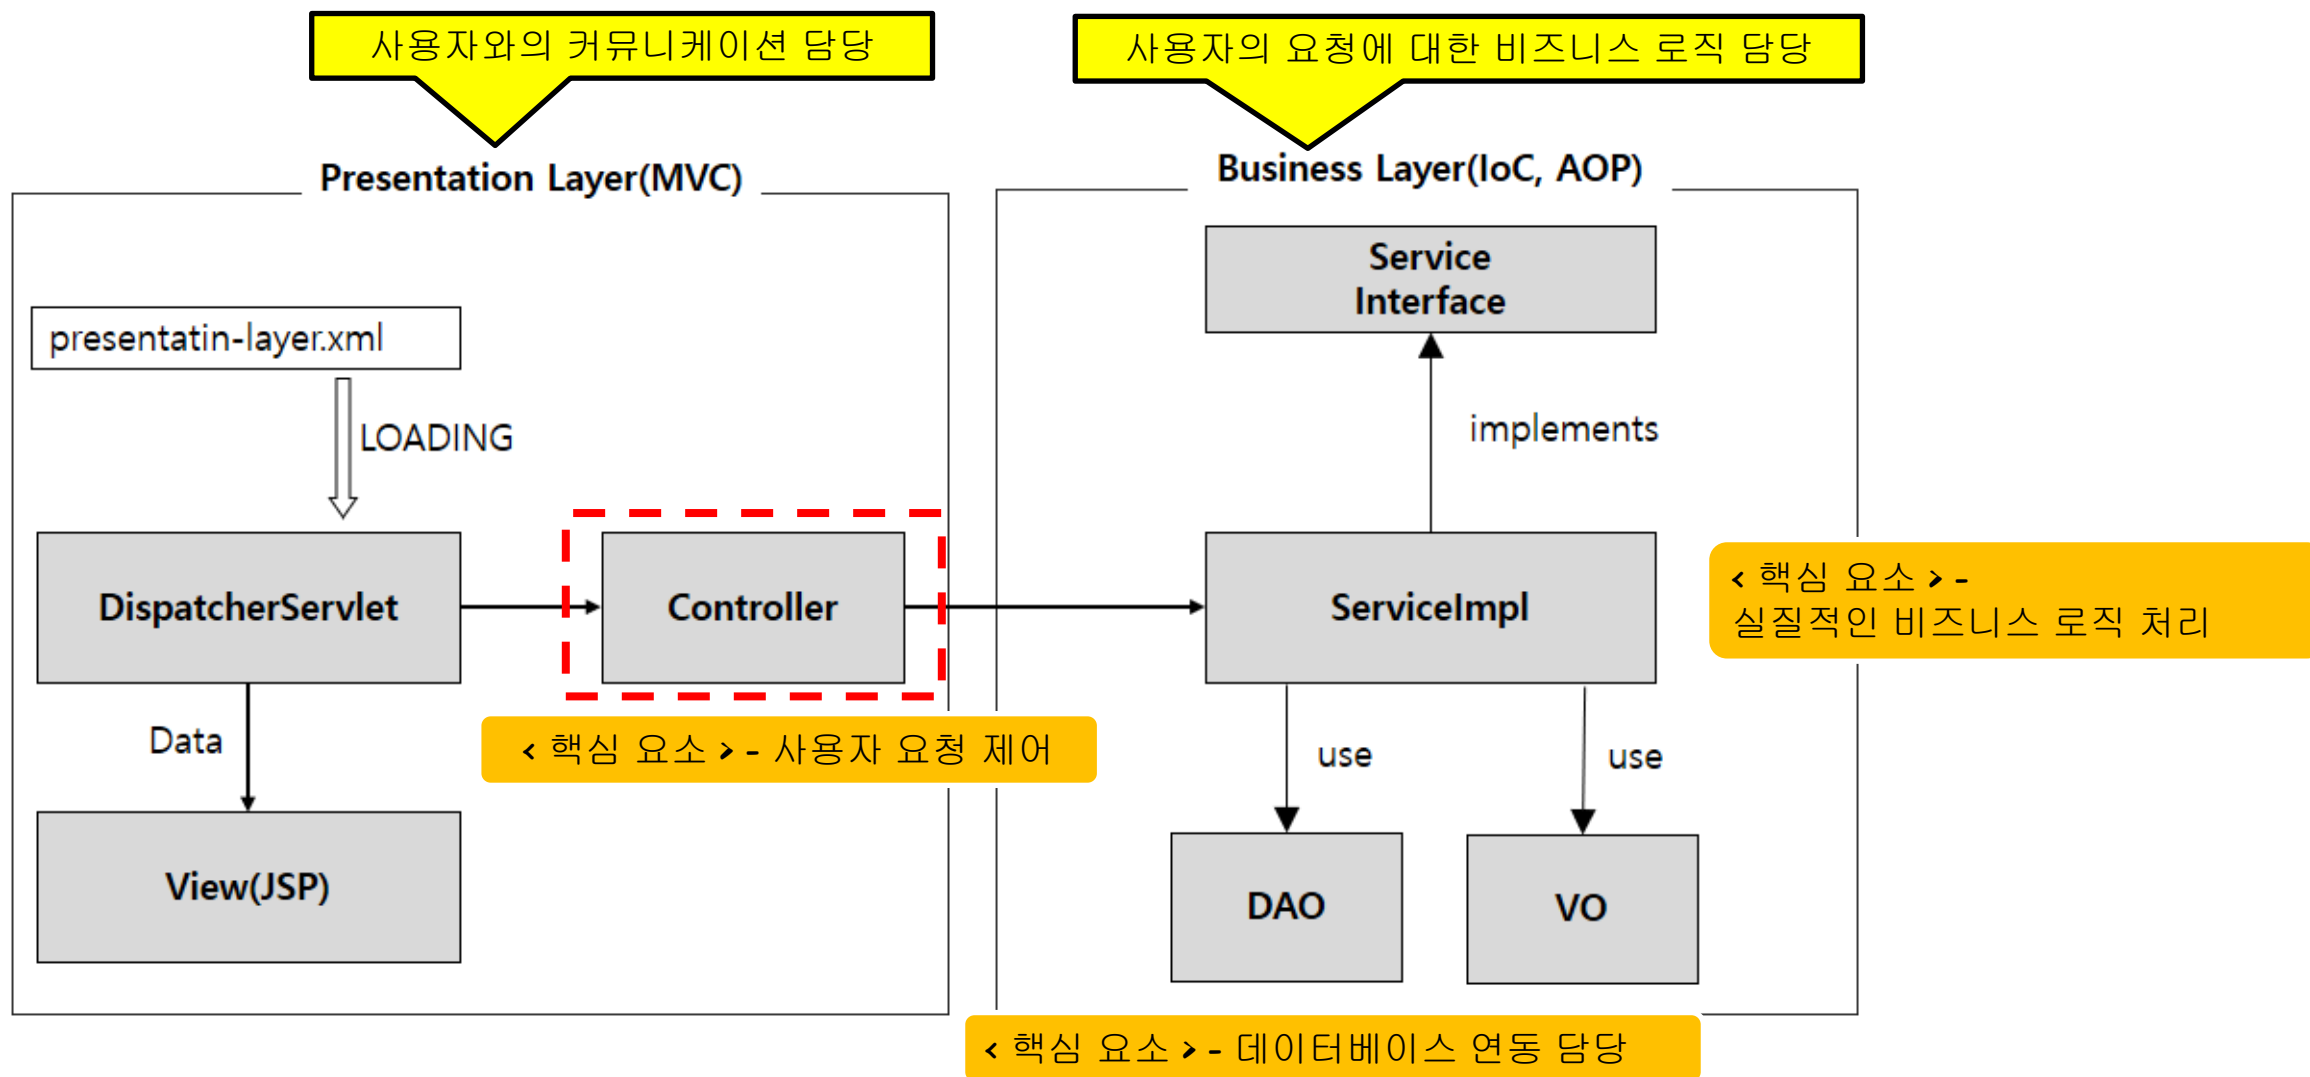 사용자와의 커뮤니케이션 담당
사용자의 요청에 대한 비즈니스 로직 담당
Presentation Layer(MVC)
Business Layer(IoC, AOP)
Service
Interface
presentatin-layer.xml
LOADING
implements
DispatcherServlet
Controller
ServiceImpl
< 핵심 요소 > -
실질적인 비즈니스 로직 처리
Data
< 핵심 요소 > - 사용자 요청 제어
use
use
View(JSP)
DAO
VO
< 핵심 요소 > - 데이터베이스 연동 담당